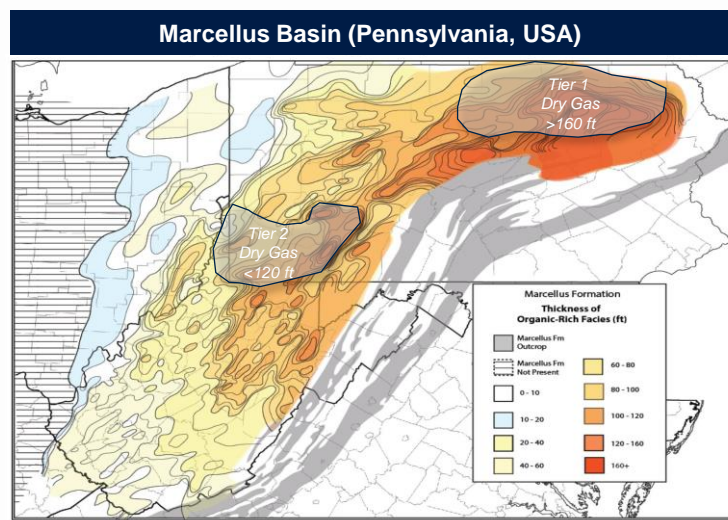 Marcellus Basin (Pennsylvania, USA)
Tier 1
Dry Gas
>160 ft
Tier 2
Dry Gas
<120 ft
Marcellus Formation
Thickness of
Organic-Rich Facies (ft)
Marcellus Fm
Outcrop
Marcellus Fm
Not Present
0 - 10
10 - 20
20 - 40
40 - 60
60 - 80
80 - 100
100 - 120
120 - 160
160+